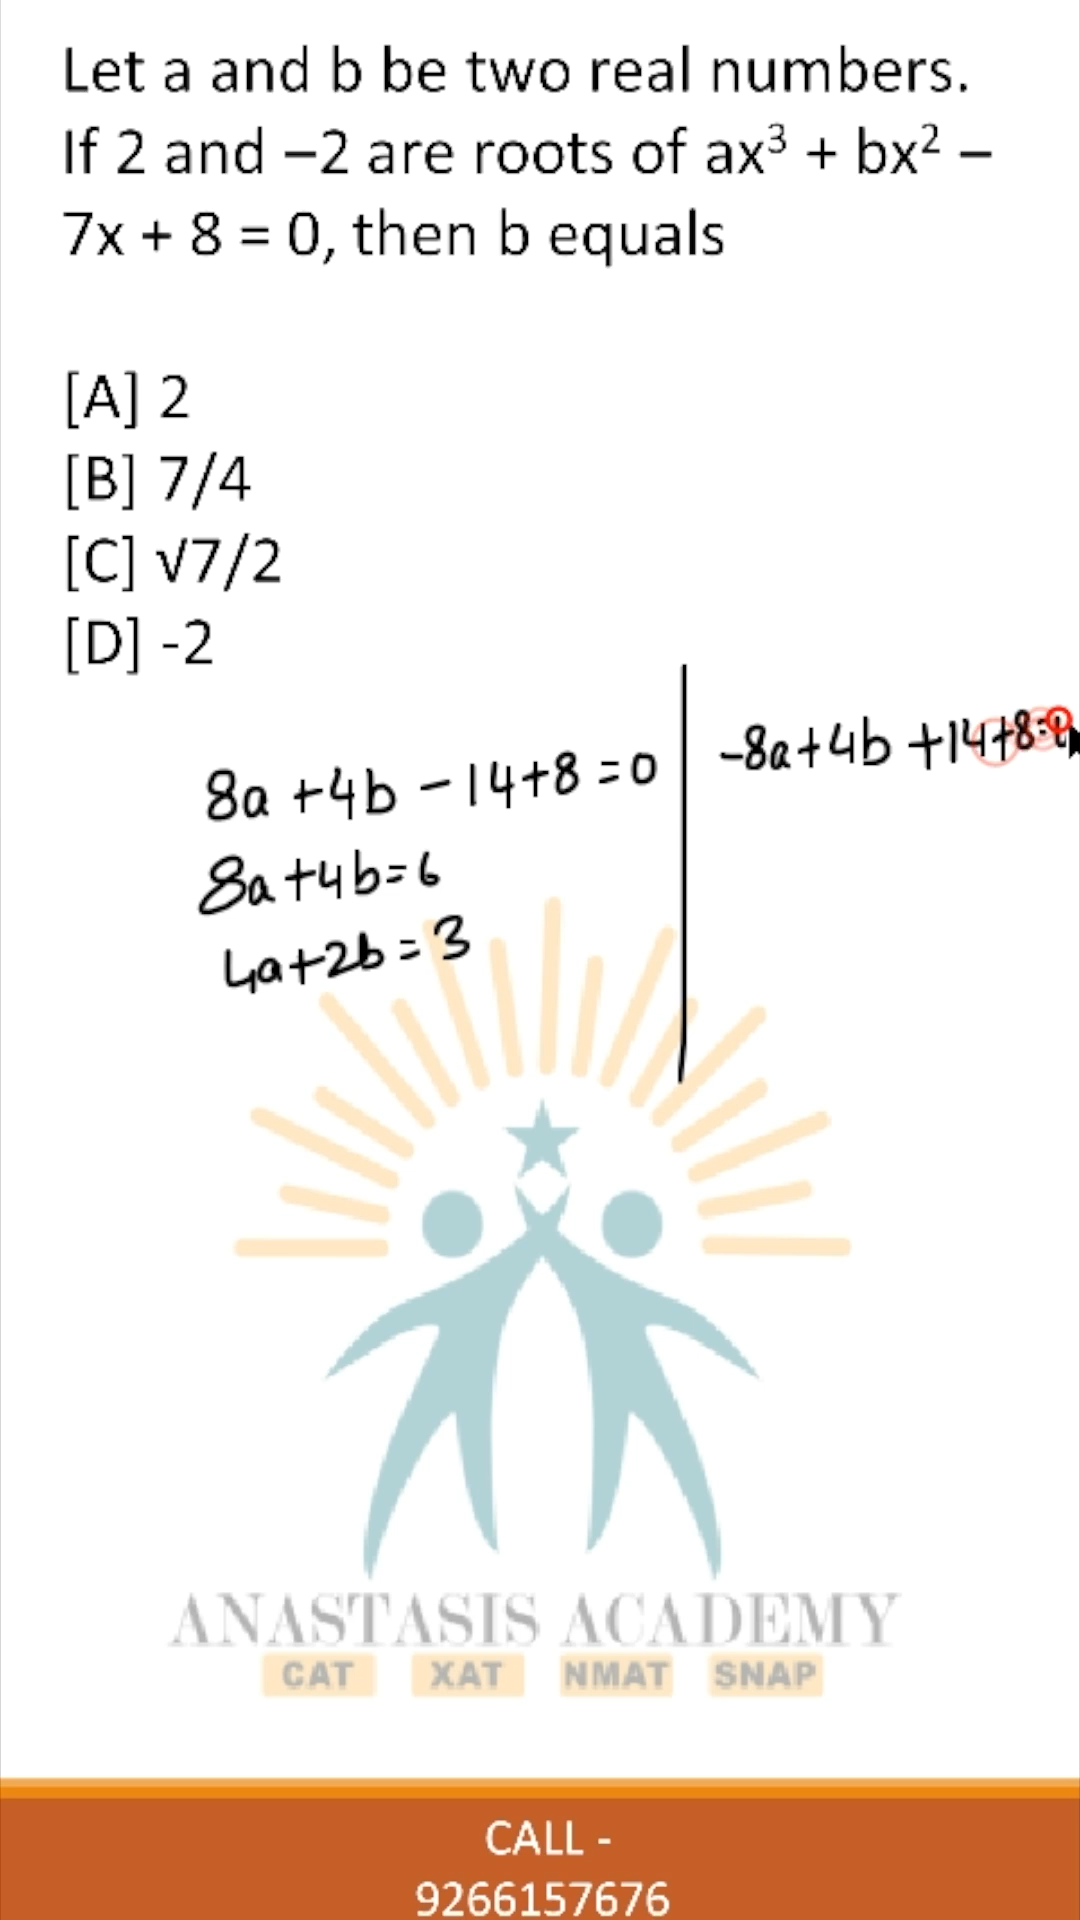 Let a and b be two real numbers.
If 2 and –2 are roots of ax³ + bx² –
7x + 8 = 0, then b equals
[A] 2
[B] 7/4
[C] √7/2
[D] -2
8a +4b -14+8 =0
8a+4b=6
4a+2b=3
-8a+4b +14+8=0
ANASTASIS ACADEMY
CAT XAT NMAT SNAP
CALL -
9266157676